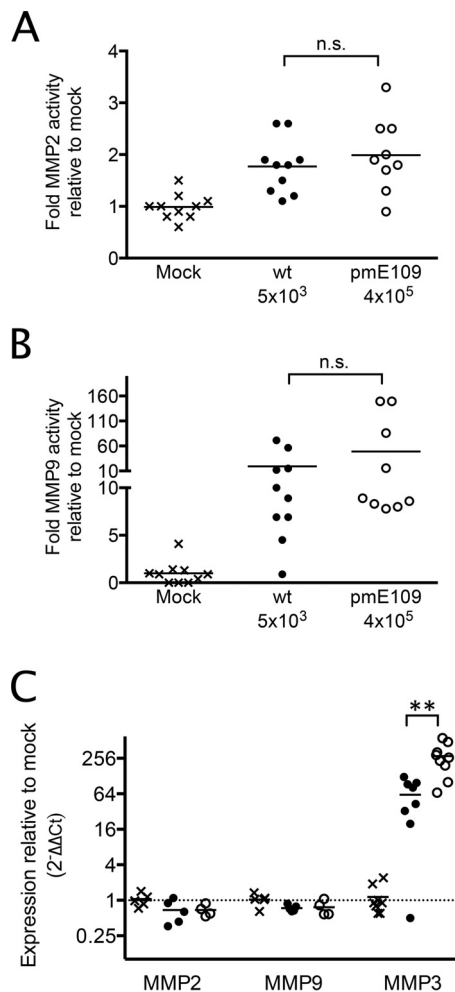 A
Fold MMP2 activity
relative to mock
4
3
2
1
0
n.s.
Mock
wt
5x10³
pmE109
4x10⁵
B
Fold MMP9 activity
relative to mock
160
110
60
10
10
5
0
n.s.
Mock
wt
5x10³
pmE109
4x10⁵
C
Expression relative to mock
(2⁻ΔΔCt)
256
64
16
4
1
0.25
**
MMP2
MMP9
MMP3